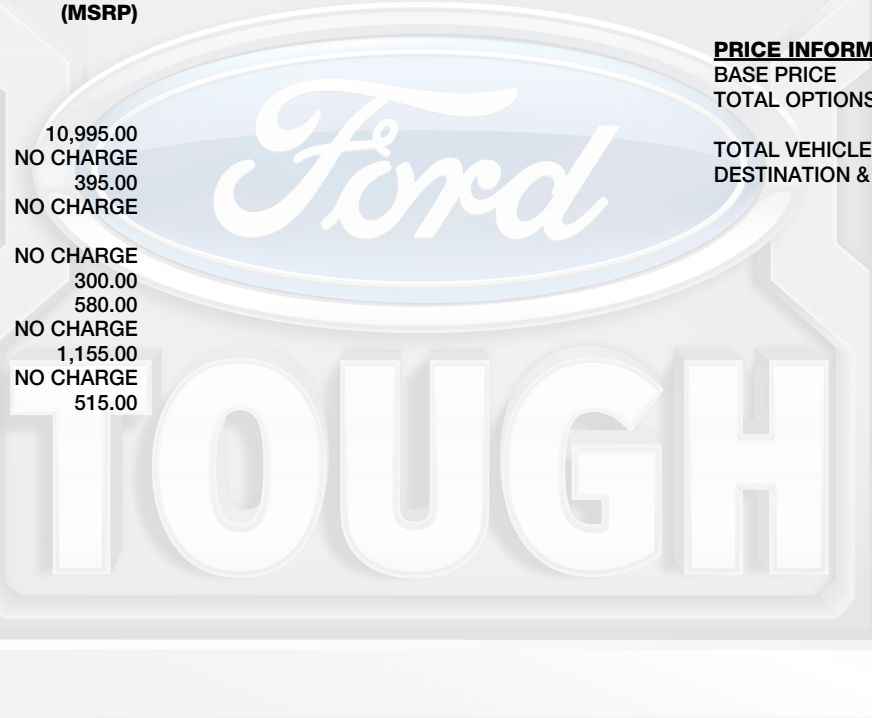 (MSRP)
10,995.00
NO CHARGE
395.00
NO CHARGE
NO CHARGE
300.00
580.00
NO CHARGE
1,155.00
NO CHARGE
515.00
PRICE INFORM
BASE PRICE
TOTAL OPTIONS
TOTAL VEHICLE
DESTINATION &
Ford
TOUGH